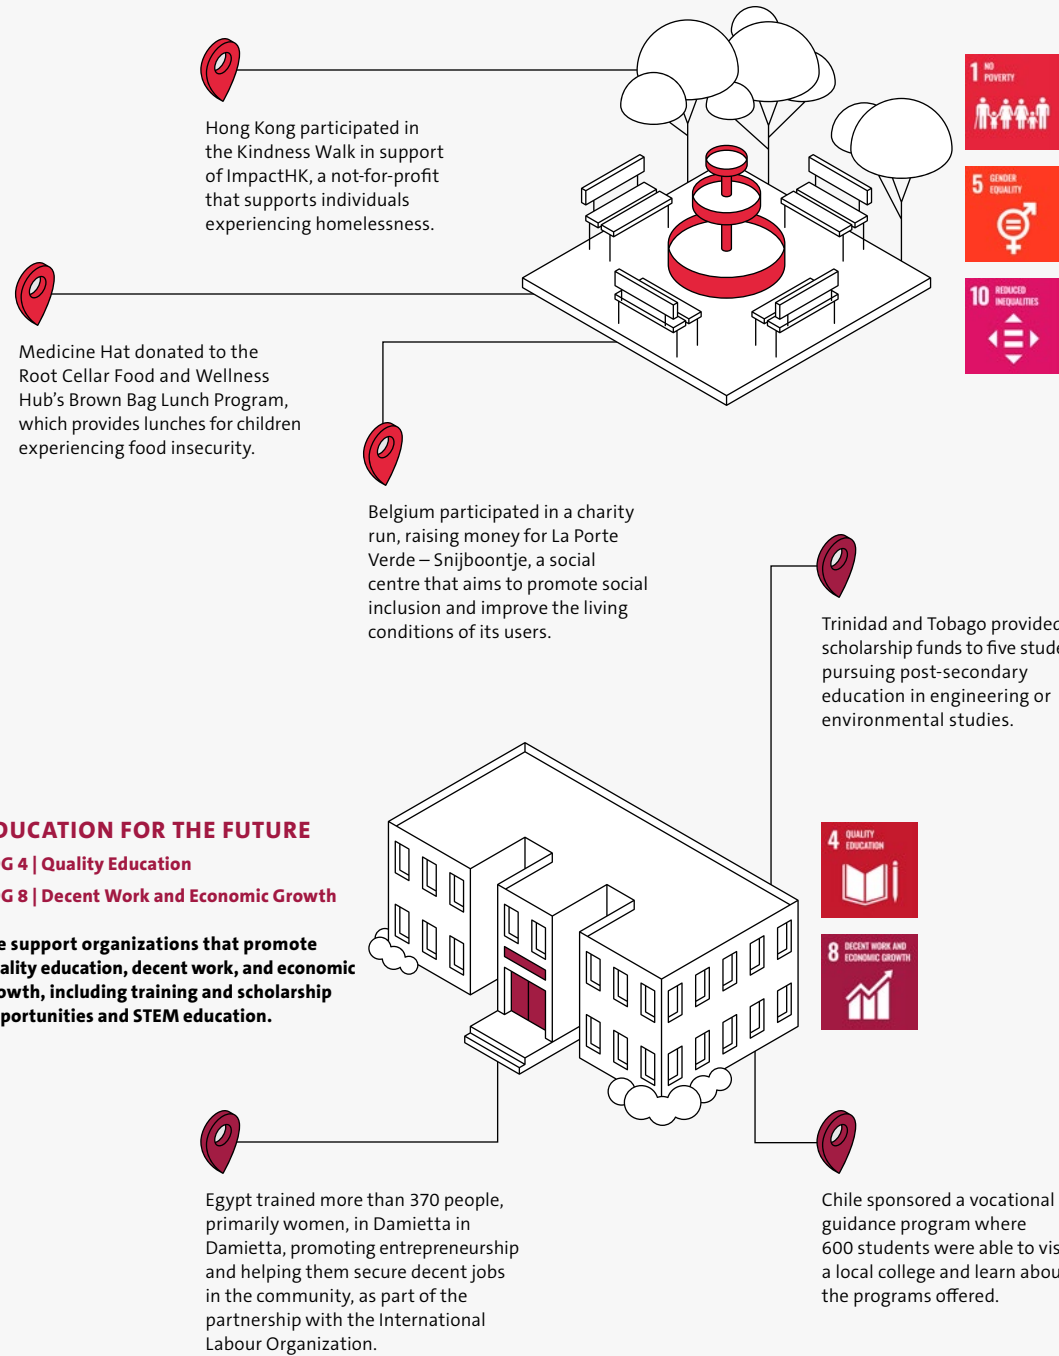 1 NO
POVERTY
Hong Kong participated in
the Kindness Walk in support
of ImpactHK, a not-for-profit
that supports individuals
experiencing homelessness.
5 GENDER
EQUALITY
10 REDUCED
INEQUALITIES
Medicine Hat donated to the
Root Cellar Food and Wellness
Hub's Brown Bag Lunch Program,
which provides lunches for children
experiencing food insecurity.
Belgium participated in a charity
run, raising money for La Porte
Verde – Snijboontje, a social
centre that aims to promote social
inclusion and improve the living
conditions of its users.
Trinidad and Tobago provided
scholarship funds to five stude
pursuing post-secondary
education in engineering or
environmental studies.
DUCATION FOR THE FUTURE
G 4 | Quality Education
G 8 | Decent Work and Economic Growth
e support organizations that promote
ality education, decent work, and economic
owth, including training and scholarship
portunities and STEM education.
4 QUALITY
EDUCATION
8 DECENT WORK AND
ECONOMIC GROWTH
Egypt trained more than 370 people,
primarily women, in Damietta in
Damietta, promoting entrepreneurship
and helping them secure decent jobs
in the community, as part of the
partnership with the International
Labour Organization.
Chile sponsored a vocational
guidance program where
600 students were able to vis
a local college and learn abou
the programs offered.